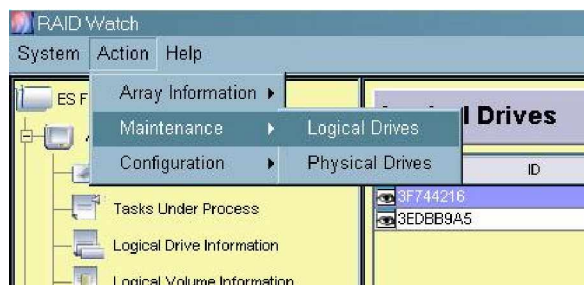 RAID Watch
System Action Help
ES F
Array Information
Maintenance
Configuration
Logical Drives
Physical Drives
l Drives
ID
3F744216
3EDBB9A5
Tasks Under Process
Logical Drive Information
Logical Volume Information